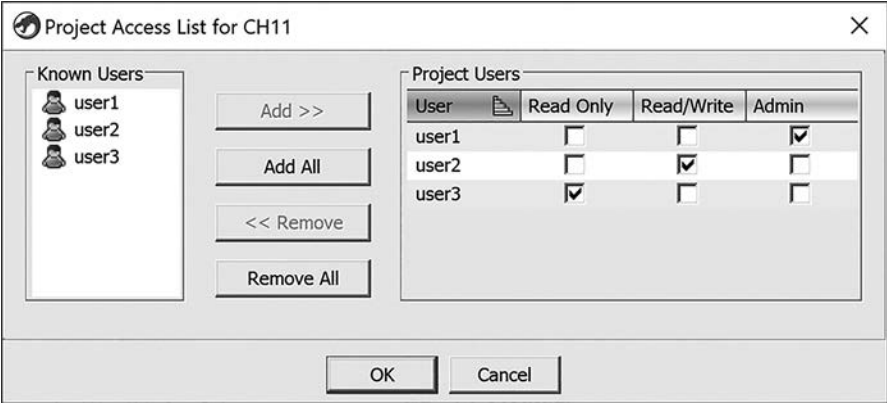 Project Access List for CH11
Known Users
user1
user2
user3
Add >>
Add All
<< Remove
Remove All
Project Users
User Read Only Read/Write Admin
user1
user2
user3
OK Cancel